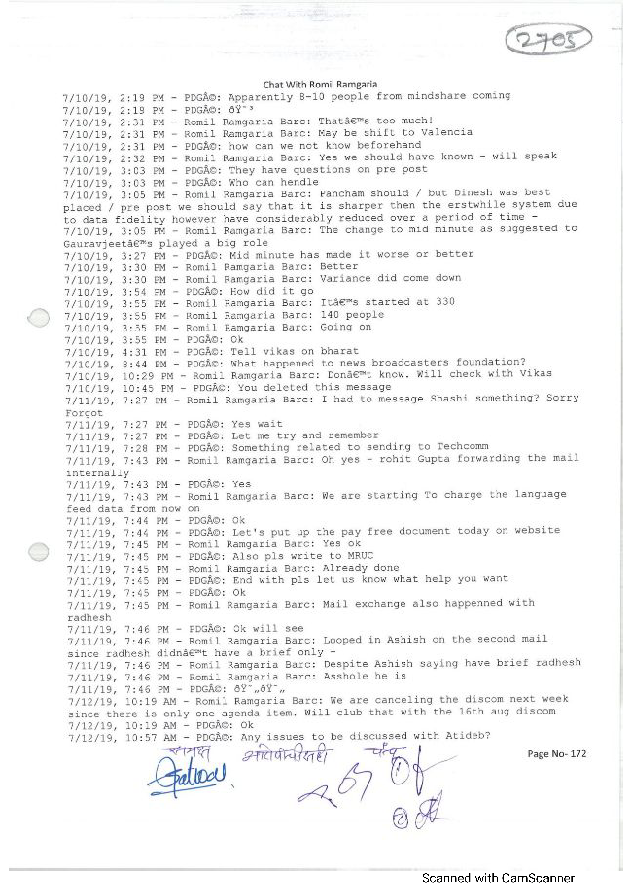 2705
Chat With Romil Ramgaria
7/10/19, 2:19 PM - PDGÃ©: Apparently 8-10 people from mindshare coming
7/10/19, 2:19 PM - PDGÃ©: ðŸ˜³
7/10/19, 2:31 PM - Romil Ramgaria Barc: Thatâ€™s too much!
7/10/19, 2:31 PM - Romil Ramgaria Barc: May be shift to Valencia
7/10/19, 2:31 PM - PDGÃ©: how can we not know beforehand
7/10/19, 2:32 PM - Romil Ramgaria Barc: Yes we should have known - will speak
7/10/19, 3:03 PM - PDGÃ©: They have questions on pre post
7/10/19, 3:03 PM - PDGÃ©: Who can hendle
7/10/19, 3:05 PM - Romil Ramgaria Barc: Pancham should / but Dinesh was best
placed / pre post we should say that it is sharper then the erstwhile system due
to data fidelity however have considerably reduced over a period of time -
7/10/19, 3:05 PM - Romil Ramgaria Barc: The change to mid minute as suggested to
Gauravjeetâ€™s played a big role
7/10/19, 3:27 PM - PDGÃ©: Mid minute has made it worse or better
7/10/19, 3:30 PM - Romil Ramgaria Barc: Better
7/10/19, 3:30 PM - Romil Ramgaria Barc: Variance did come down
7/10/19, 3:54 PM - PDGÃ©: How did it go
7/10/19, 3:55 PM - Romil Ramgaria Barc: Itâ€™s started at 330
7/10/19, 3:55 PM - Romil Ramgaria Barc: 140 people
7/10/19, 3:55 PM - Romil Ramgaria Barc: Going on
7/10/19, 3:55 PM - PDGÃ©: Ok
7/10/19, 4:31 PM - PDGÃ©: Tell vikas on bharat
7/10/19, 8:44 PM - PDGÃ©: What happened to news broadcasters foundation?
7/10/19, 10:29 PM - Romil Ramgaria Barc: Donâ€™t know. Will check with Vikas
7/10/19, 10:45 PM - PDGÃ©: You deleted this message
7/11/19, 7:27 PM - Romil Ramgaria Barc: I had to message Shashi something? Sorry
Forgot
7/11/19, 7:27 PM - PDGÃ©: Yes wait
7/11/19, 7:27 PM - PDGÃ©: Let me try and remember
7/11/19, 7:28 PM - PDGÃ©: Something related to sending to Techcomm
7/11/19, 7:43 PM - Romil Ramgaria Barc: Oh yes - rohit Gupta forwarding the mail
internally
7/11/19, 7:43 PM - PDGÃ©: Yes
7/11/19, 7:43 PM - Romil Ramgaria Barc: We are starting To charge the language
feed data from now on
7/11/19, 7:44 PM - PDGÃ©: Ok
7/11/19, 7:44 PM - PDGÃ©: Let's put up the pay free document today on website
7/11/19, 7:45 PM - Romil Ramgaria Barc: Yes ok
7/11/19, 7:45 PM - PDGÃ©: Also pls write to MRUC
7/11/19, 7:45 PM - Romil Ramgaria Barc: Already done
7/11/19, 7:45 PM - PDGÃ©: End with pls let us know what help you want
7/11/19, 7:45 PM - PDGÃ©: Ok
7/11/19, 7:45 PM - Romil Ramgaria Barc: Mail exchange also happenned with
radhesh
7/11/19, 7:46 PM - PDGÃ©: Ok will see
7/11/19, 7:46 PM - Romil Ramgaria Barc: Looped in Ashish on the second mail
since radhesh didnâ€™t have a brief only -
7/11/19, 7:46 PM - Romil Ramgaria Barc: Despite Ashish saying have brief radhesh
7/11/19, 7:46 PM - Romil Ramgaria Barc: Asshole he is
7/11/19, 7:46 PM - PDGÃ©: ðŸ˜„ðŸ˜„
7/12/19, 10:19 AM - Romil Ramgaria Barc: We are canceling the discom next week
since there is only one agenda item. Will club that with the 16th aug discom
7/12/19, 10:19 AM - PDGÃ©: Ok
7/12/19, 10:57 AM - PDGÃ©: Any issues to be discussed with Atideb?
समक्ष पंच
Page No- 172
Scanned with CamScanner